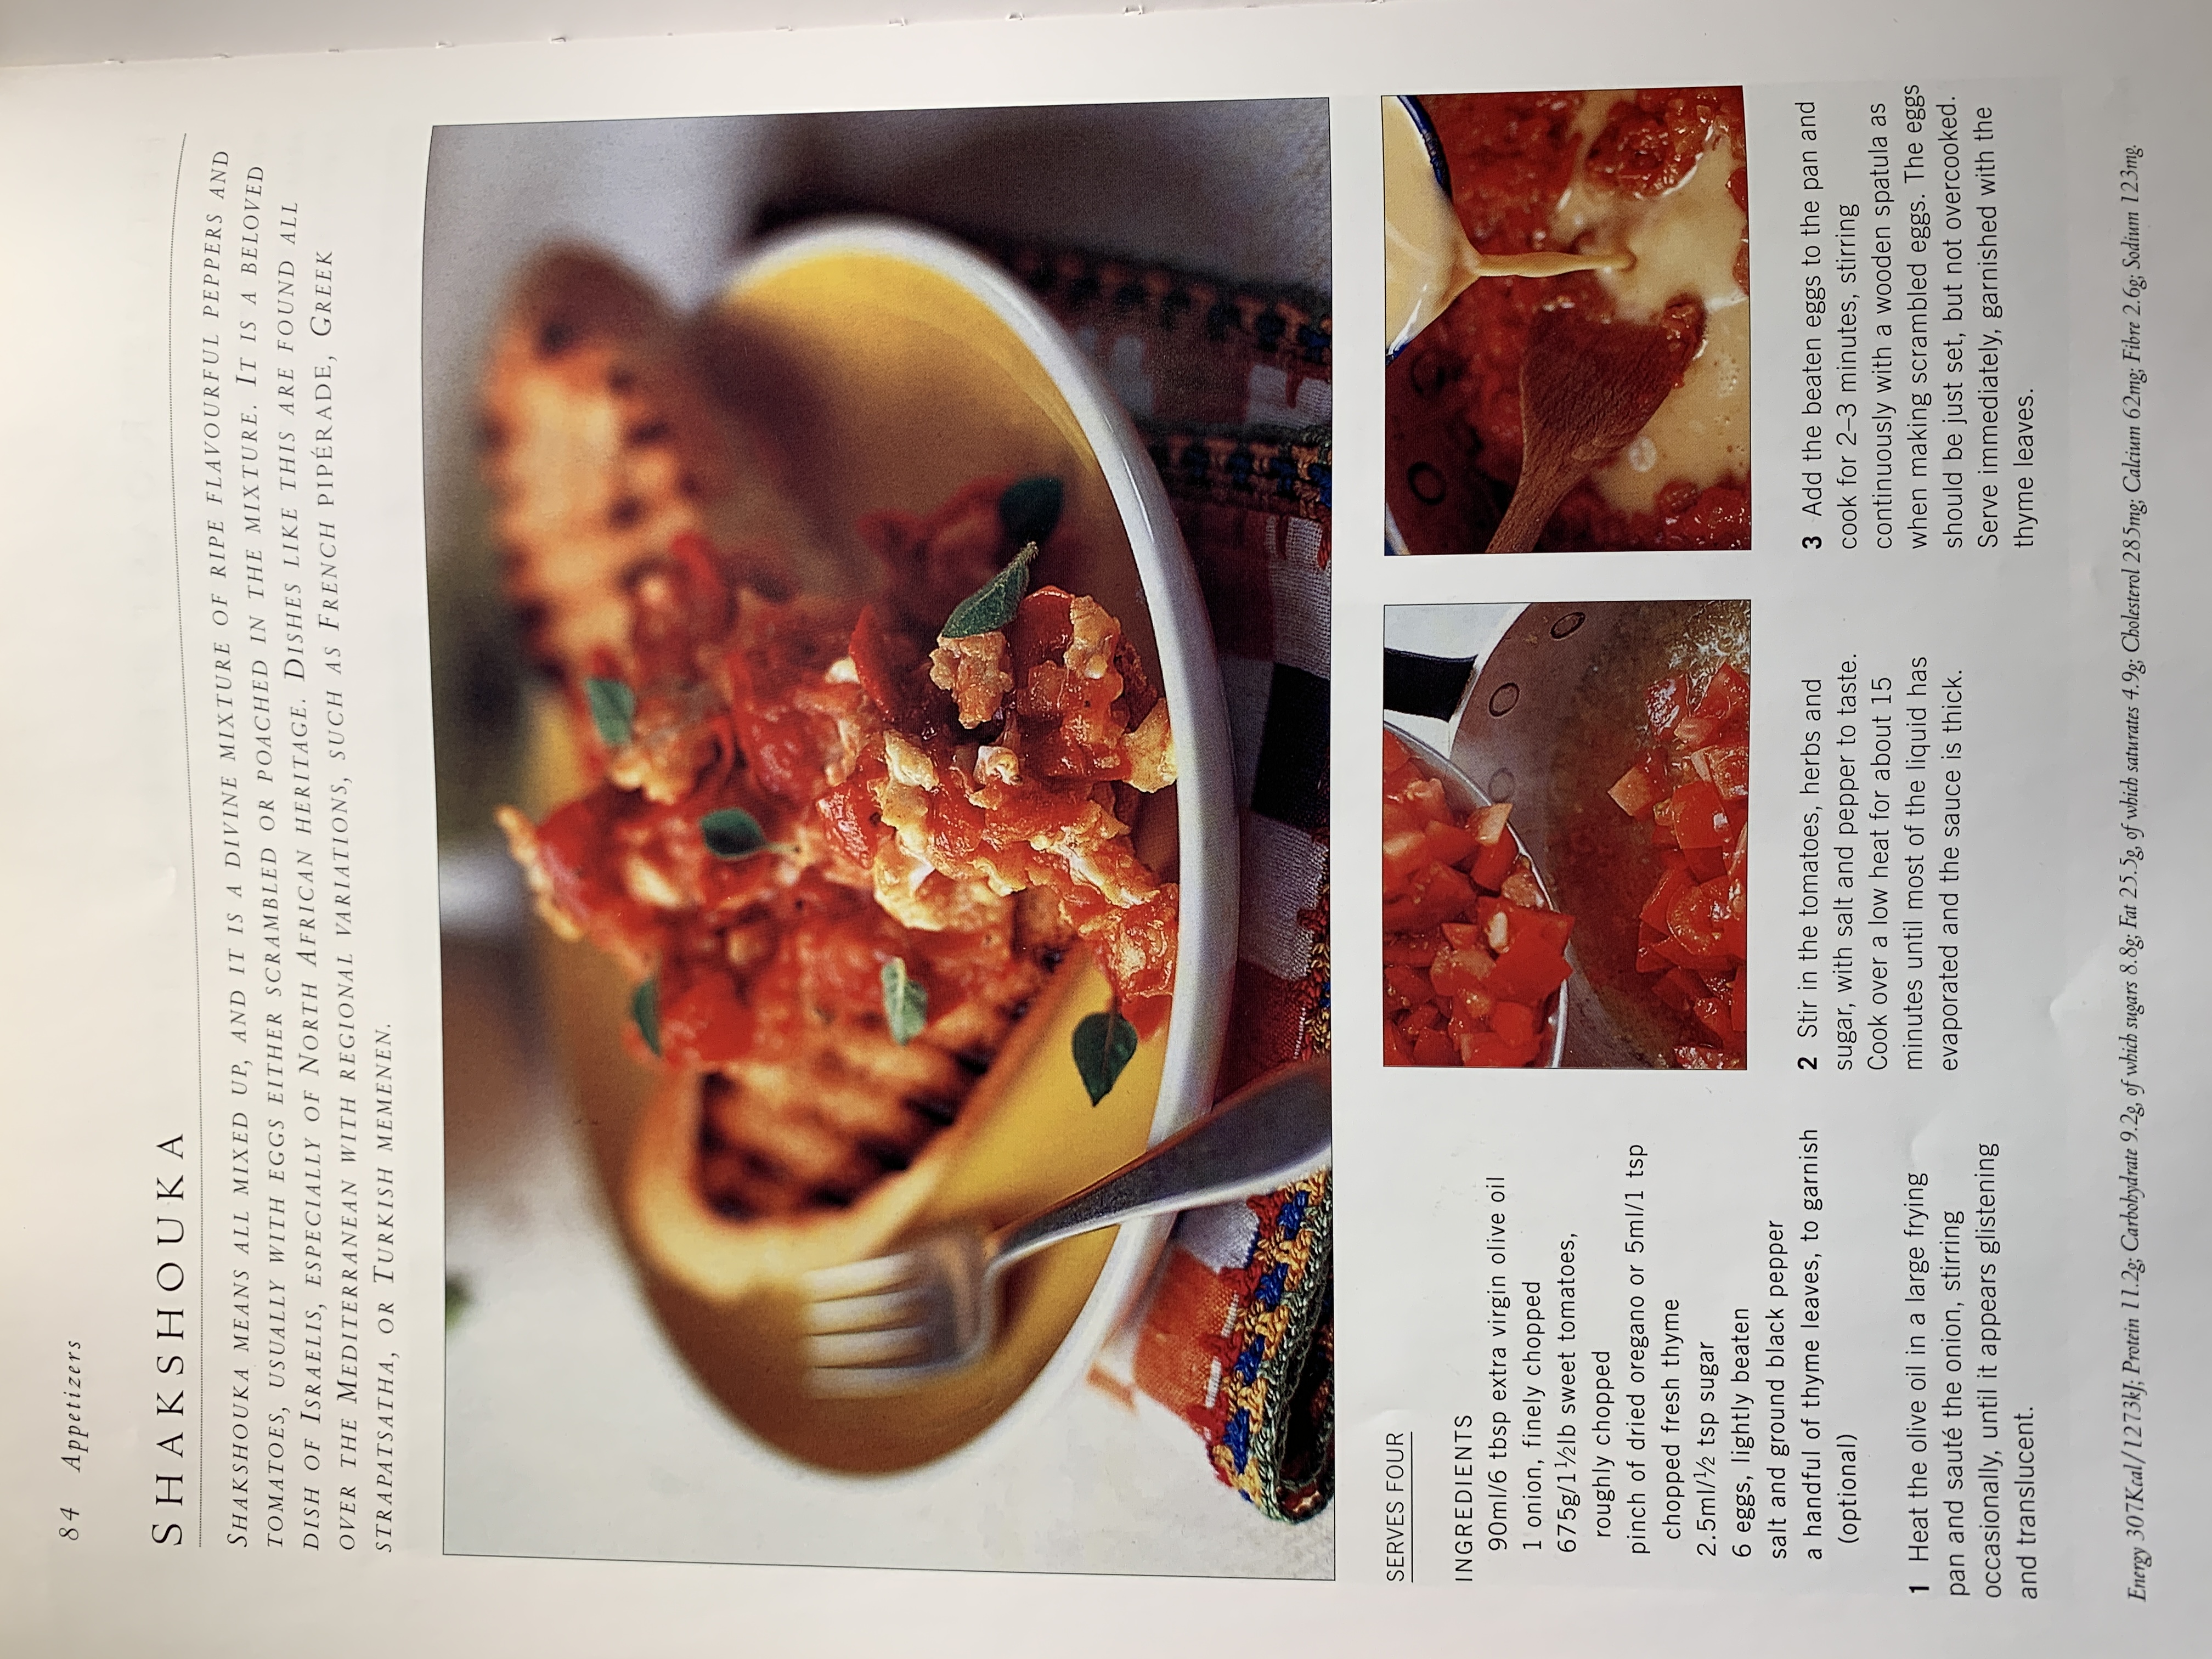 84 Appetizers
SHAKSHOUKA
SHAKSHOUKA MEANS ALL MIXED UP, AND IT IS A DIVINE MIXTURE OF RIPE FLAVOURFUL PEPPERS AND
TOMATOES, USUALLY WITH EGGS EITHER SCRAMBLED OR POACHED IN THE MIXTURE. IT IS A BELOVED
DISH OF ISRAELIS, ESPECIALLY OF NORTH AFRICAN HERITAGE. DISHES LIKE THIS ARE FOUND ALL
OVER THE MEDITERRANEAN WITH REGIONAL VARIATIONS, SUCH AS FRENCH PIPÉRADE, GREEK
STRAPATSATHA, OR TURKISH MEMENEN.
SERVES FOUR
INGREDIENTS
90ml/6 tbsp extra virgin olive oil
1 onion, finely chopped
675g/1½lb sweet tomatoes,
roughly chopped
pinch of dried oregano or 5ml/1 tsp
chopped fresh thyme
2.5ml/½ tsp sugar
6 eggs, lightly beaten
salt and ground black pepper
a handful of thyme leaves, to garnish
(optional)
1 Heat the olive oil in a large frying
pan and sauté the onion, stirring
occasionally, until it appears glistening
and translucent.
2 Stir in the tomatoes, herbs and
sugar, with salt and pepper to taste.
Cook over a low heat for about 15
minutes until most of the liquid has
evaporated and the sauce is thick.
3 Add the beaten eggs to the pan and
cook for 2–3 minutes, stirring
continuously with a wooden spatula as
when making scrambled eggs. The eggs
should be just set, but not overcooked.
Serve immediately, garnished with the
thyme leaves.
Energy 307Kcal/1273kJ; Protein 11.2g; Carbohydrate 9.2g, of which sugars 8.8g; Fat 25.5g, of which saturates 4.9g; Cholesterol 285mg; Calcium 62mg; Fibre 2.6g; Sodium 123mg.